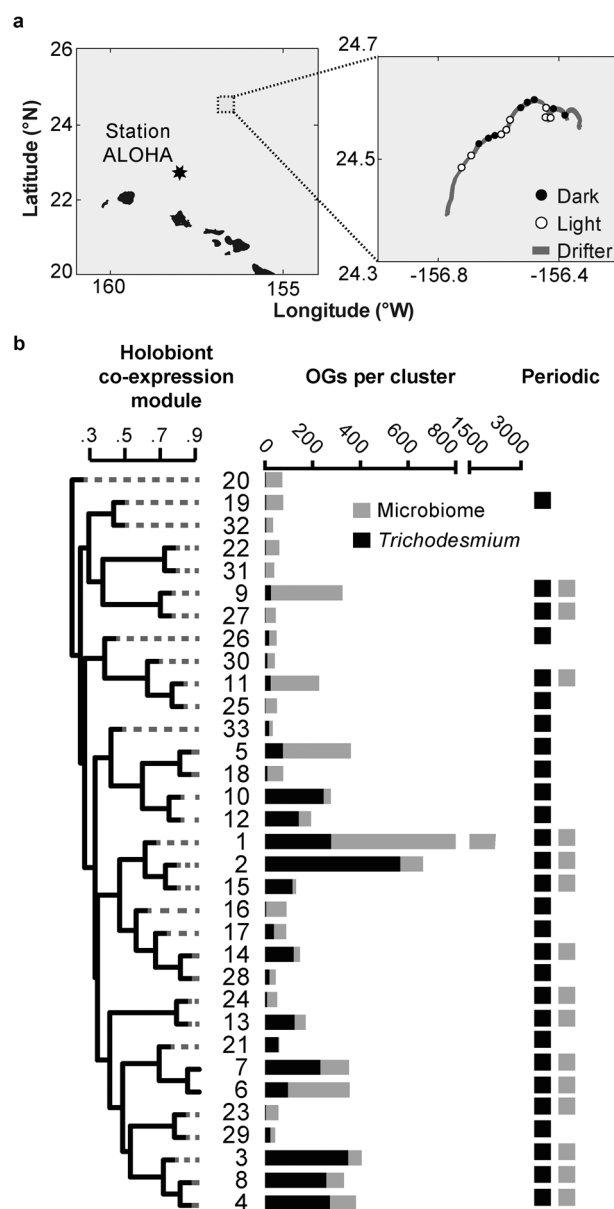 a
26
24
22
20
Latitude (°N)
Station
ALOHA
160
155
24.7
24.5
24.3
Dark
Light
Drifter
-156.8
-156.4
Longitude (°W)
b
Holobiont
co-expression
module
OGs per cluster
Periodic
.3 .5 .7 .9
0 200 400 600 800 1500 3000
Microbiome
Trichodesmium
20
19
32
22
31
9
27
26
30
11
25
33
5
18
10
12
1
2
15
16
17
14
28
24
13
21
7
6
23
29
3
8
4